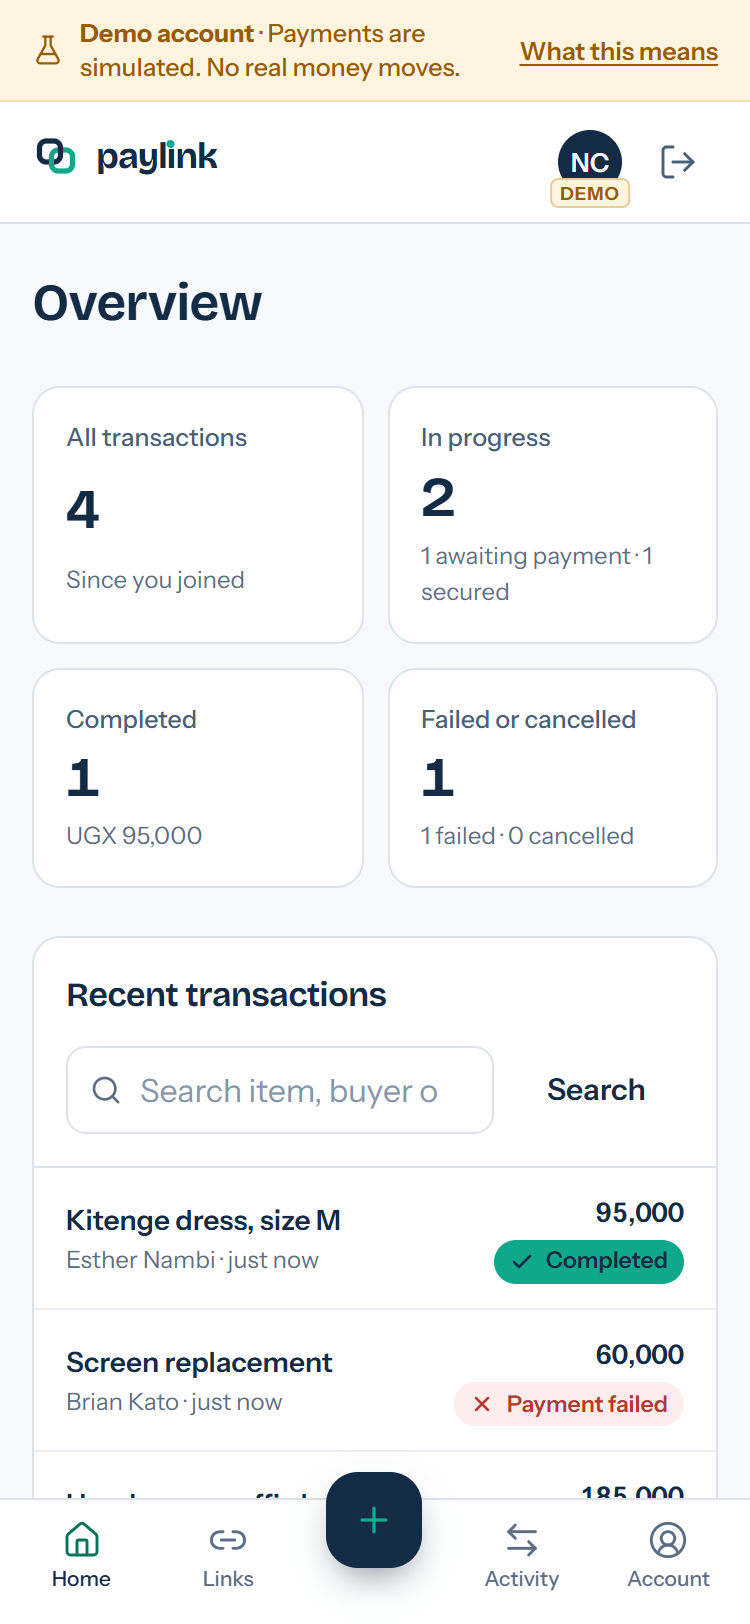 Demo account · Payments are
simulated. No real money moves.
What this means
paylink
NC
DEMO
Overview
All transactions
4
Since you joined
In progress
2
1 awaiting payment · 1
secured
Completed
1
UGX 95,000
Failed or cancelled
1
1 failed · 0 cancelled
Recent transactions
Search item, buyer o
Search
Kitenge dress, size M
95,000
Esther Nambi · just now
Completed
Screen replacement
60,000
Brian Kato · just now
Payment failed
185,000
Home
Links
Activity
Account